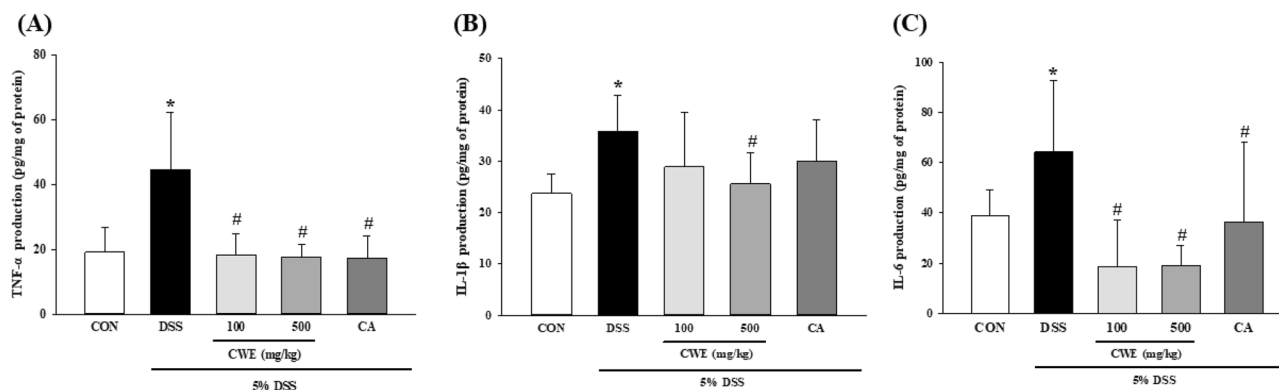 (A)
TNF-α production (pg/mg of protein)
80
60
40
20
0
*
#
#
#
CON DSS 100 500 CA
CWE (mg/kg)
5% DSS
(B)
IL-1β production (pg/mg of protein)
50
40
30
20
10
0
*
#
CON DSS 100 500 CA
CWE (mg/kg)
5% DSS
(C)
IL-6 production (pg/mg of protein)
100
80
60
40
20
0
*
#
#
#
CON DSS 100 500 CA
CWE (mg/kg)
5% DSS